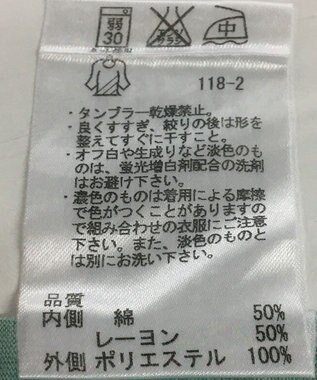 弱
30
中
118-2
・タンブラー乾燥禁止。
・良くすすぎ、絞りの後は形を
整えてすぐに干すこと。
・オフ白や生成りなど淡色のも
のは、蛍光増白剤配合の洗剤
はお避け下さい。
・濃色のものは着用による摩擦
で色がつくことがありますの
で組み合わせの衣服にご注意
下さい。また、淡色のものと
は別にお洗い下さい。
品質
内側 綿 50%
レーヨン 50%
外側 ポリエステル 100%